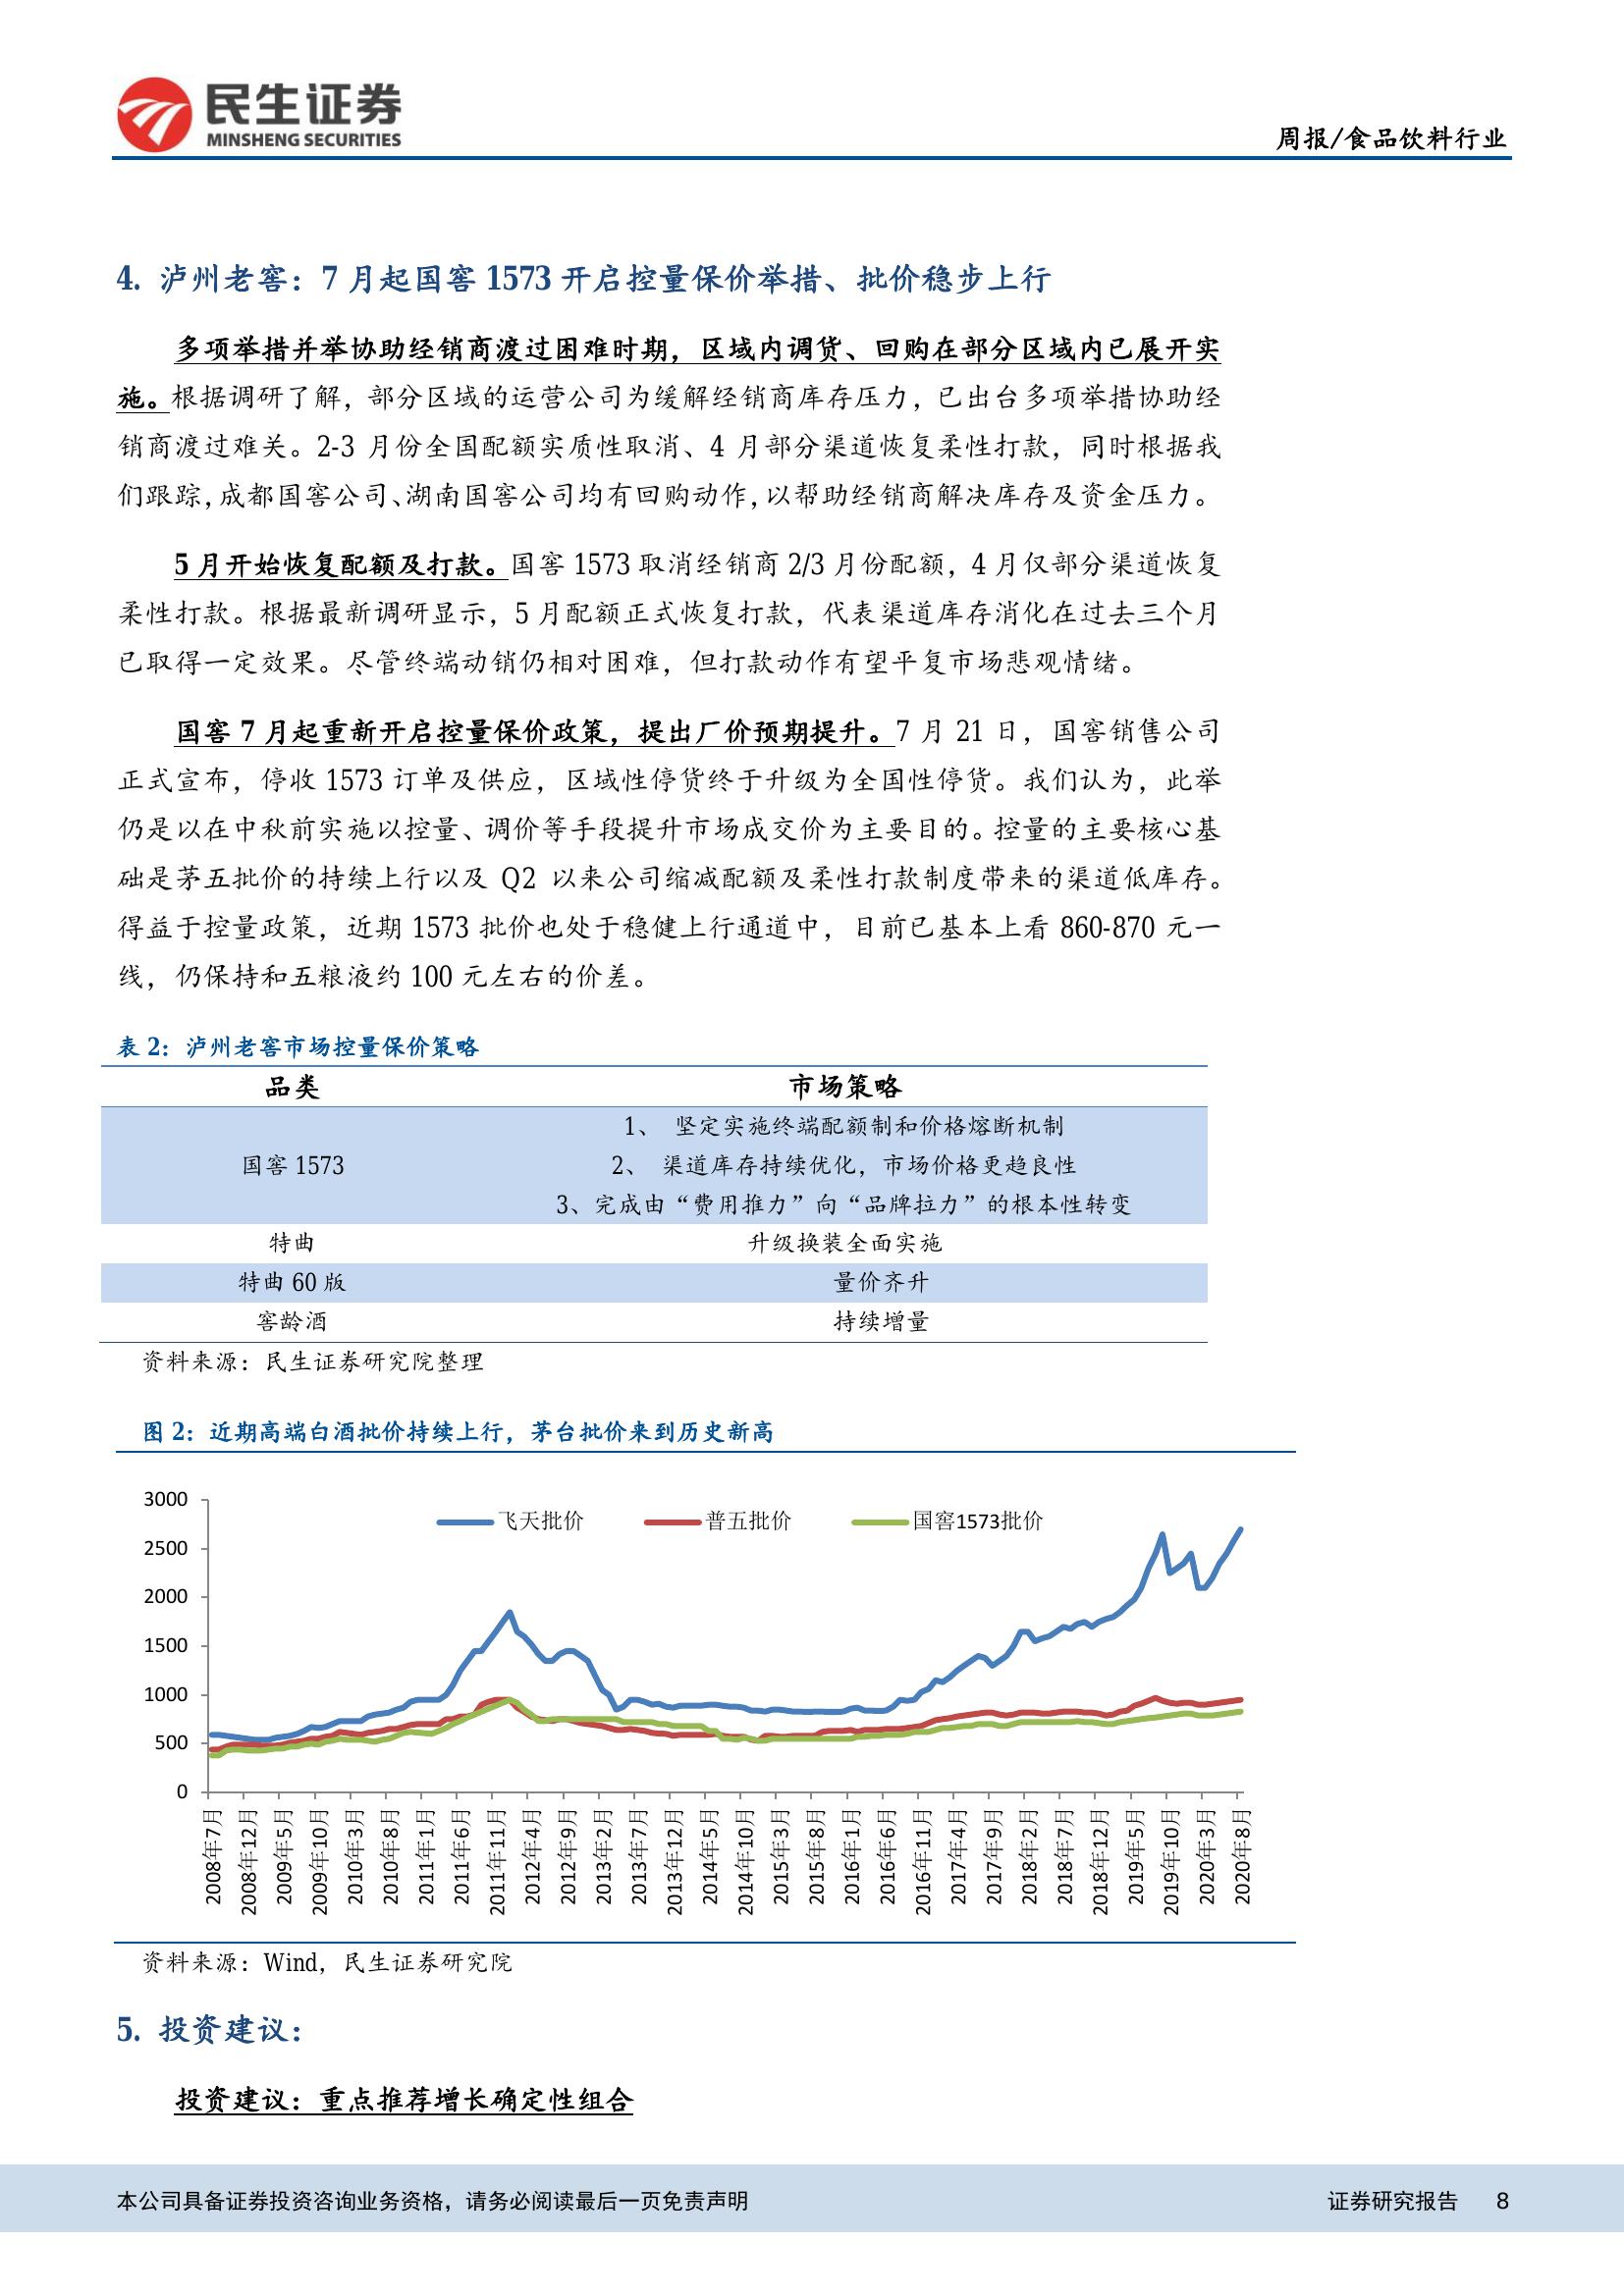 民生证券
MINSHENG SECURITIES
周报/食品饮料行业
4. 泸州老窖：7 月起国窖 1573 开启控量保价举措、批价稳步上行
多项举措并举协助经销商渡过困难时期，区域内调货、回购在部分区域内已展开实
施。根据调研了解，部分区域的运营公司为缓解经销商库存压力，已出台多项举措协助经
销商渡过难关。2-3 月份全国配额实质性取消、4 月部分渠道恢复柔性打款，同时根据我
们跟踪，成都国窖公司、湖南国窖公司均有回购动作，以帮助经销商解决库存及资金压力。
5 月开始恢复配额及打款。国窖 1573 取消经销商 2/3 月份配额，4 月仅部分渠道恢复
柔性打款。根据最新调研显示，5 月配额正式恢复打款，代表渠道库存消化在过去三个月
已取得一定效果。尽管终端动销仍相对困难，但打款动作有望平复市场悲观情绪。
国窖 7 月起重新开启控量保价政策，提出厂价预期提升。7 月 21 日，国窖销售公司
正式宣布，停收 1573 订单及供应，区域性停货终于升级为全国性停货。我们认为，此举
仍是以在中秋前实施以控量、调价等手段提升市场成交价为主要目的。控量的主要核心基
础是茅五批价的持续上行以及 Q2 以来公司缩减配额及柔性打款制度带来的渠道低库存。
得益于控量政策，近期 1573 批价也处于稳健上行通道中，目前已基本上看 860-870 元一
线，仍保持和五粮液约 100 元左右的价差。
表 2：泸州老窖市场控量保价策略
品类 市场策略
1、 坚定实施终端配额制和价格熔断机制
国窖 1573 2、 渠道库存持续优化，市场价格更趋良性
3、完成由“费用推力”向“品牌拉力”的根本性转变
特曲 升级换装全面实施
特曲 60 版 量价齐升
窖龄酒 持续增量
资料来源：民生证券研究院整理
图 2：近期高端白酒批价持续上行，茅台批价来到历史新高
飞天批价 普五批价 国窖1573批价
3000
2500
2000
1500
1000
500
0
2008年7月
2008年12月
2009年5月
2009年10月
2010年3月
2010年8月
2011年1月
2011年6月
2011年11月
2012年4月
2012年9月
2013年2月
2013年7月
2013年12月
2014年5月
2014年10月
2015年3月
2015年8月
2016年1月
2016年6月
2016年11月
2017年4月
2017年9月
2018年2月
2018年7月
2018年12月
2019年5月
2019年10月
2020年3月
2020年8月
资料来源：Wind，民生证券研究院
5. 投资建议：
投资建议：重点推荐增长确定性组合
本公司具备证券投资咨询业务资格，请务必阅读最后一页免责声明 证券研究报告 8